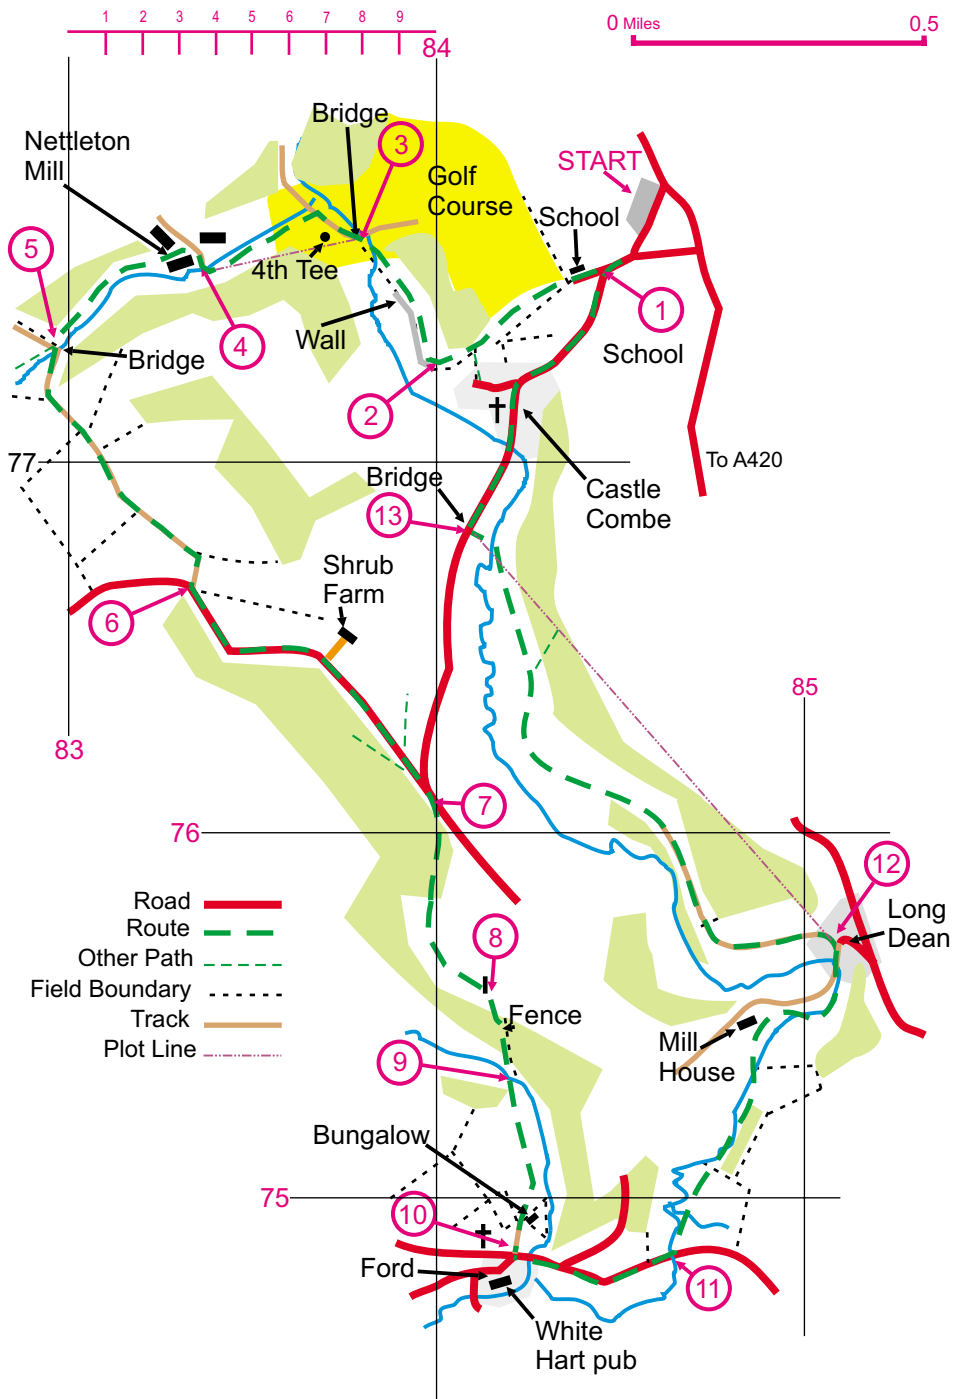 1 2 3 4 5 6 7 8 9
84
0 Miles 0.5
Bridge
Nettleton
Mill
3
START
Golf
Course
School
5
4th Tee
1
Wall
4
School
Bridge
2
77
Bridge
To A420
Castle
Combe
13
Shrub
Farm
6
85
83
7
76
12
Road
Route
Other Path
Field Boundary
Track
Plot Line
8
Long
Dean
Fence
Mill
House
9
Bungalow
75
10
Ford
11
White
Hart pub